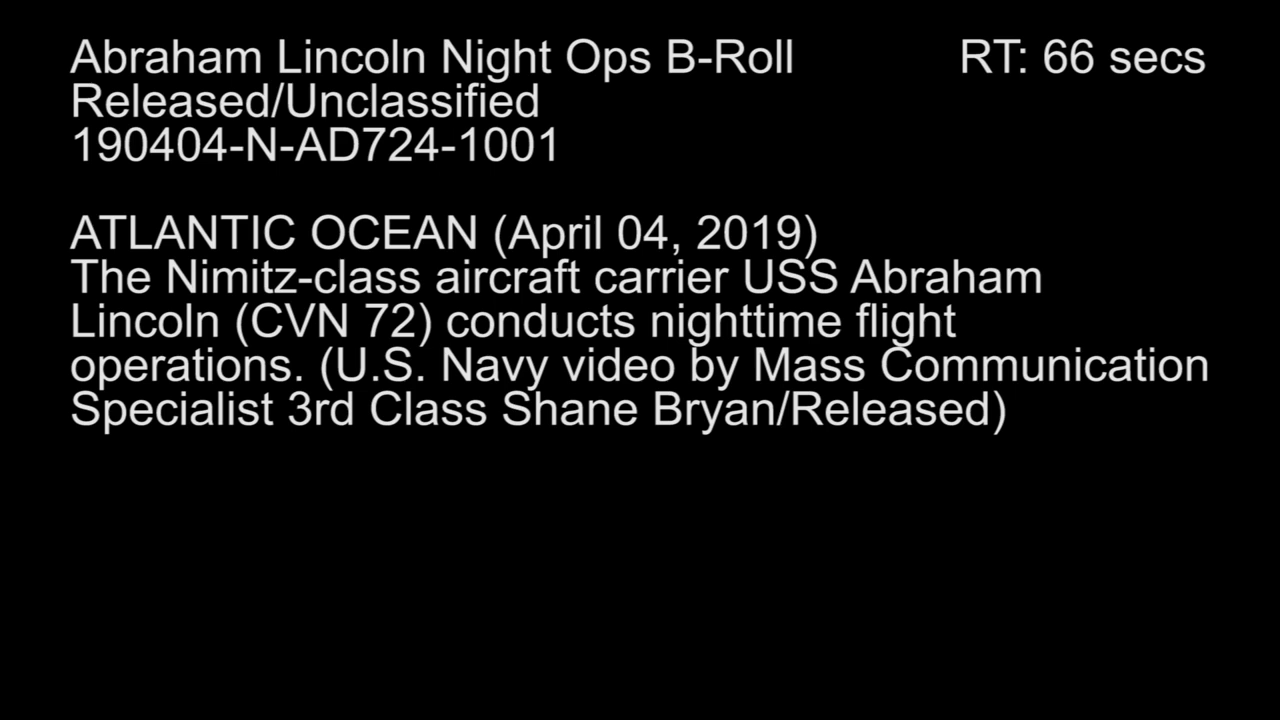 Abraham Lincoln Night Ops B-Roll RT: 66 secs
Released/Unclassified
190404-N-AD724-1001
ATLANTIC OCEAN (April 04, 2019)
The Nimitz-class aircraft carrier USS Abraham
Lincoln (CVN 72) conducts nighttime flight
operations. (U.S. Navy video by Mass Communication
Specialist 3rd Class Shane Bryan/Released)